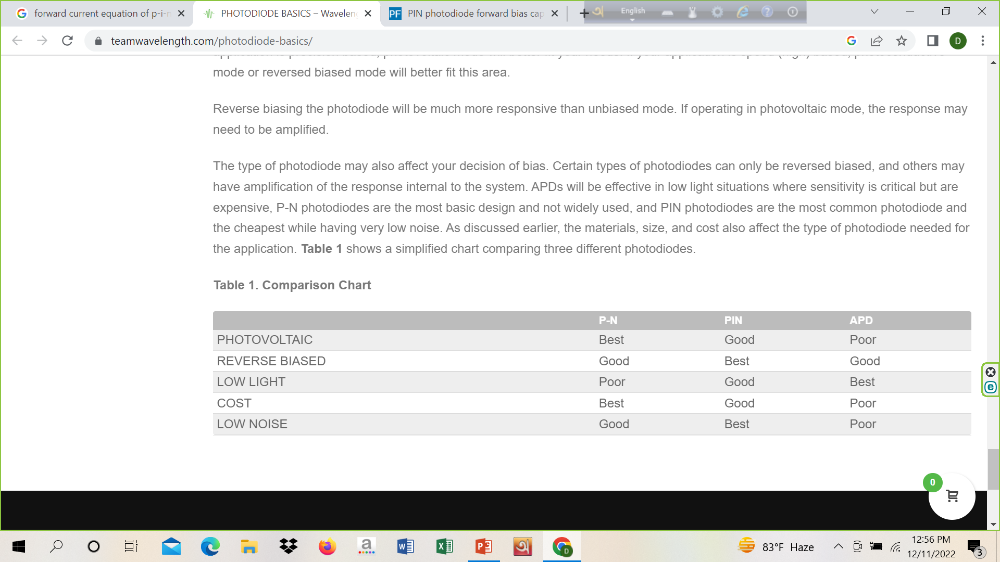 forward current equation of p-i-n
PHOTODIODE BASICS – Wavelen
PF PIN photodiode forward bias cap
English
teamwavelength.com/photodiode-basics/
D
mode or reversed biased mode will better fit this area.
Reverse biasing the photodiode will be much more responsive than unbiased mode. If operating in photovoltaic mode, the response may
need to be amplified.
The type of photodiode may also affect your decision of bias. Certain types of photodiodes can only be reversed biased, and others may
have amplification of the response internal to the system. APDs will be effective in low light situations where sensitivity is critical but are
expensive, P-N photodiodes are the most basic design and not widely used, and PIN photodiodes are the most common photodiode and
the cheapest while having very low noise. As discussed earlier, the materials, size, and cost also affect the type of photodiode needed for
the application. Table 1 shows a simplified chart comparing three different photodiodes.
Table 1. Comparison Chart
P-N PIN APD
PHOTOVOLTAIC Best Good Poor
REVERSE BIASED Good Best Good
LOW LIGHT Poor Good Best
COST Best Good Poor
LOW NOISE Good Best Poor
0
83°F Haze
12:56 PM
12/11/2022
3